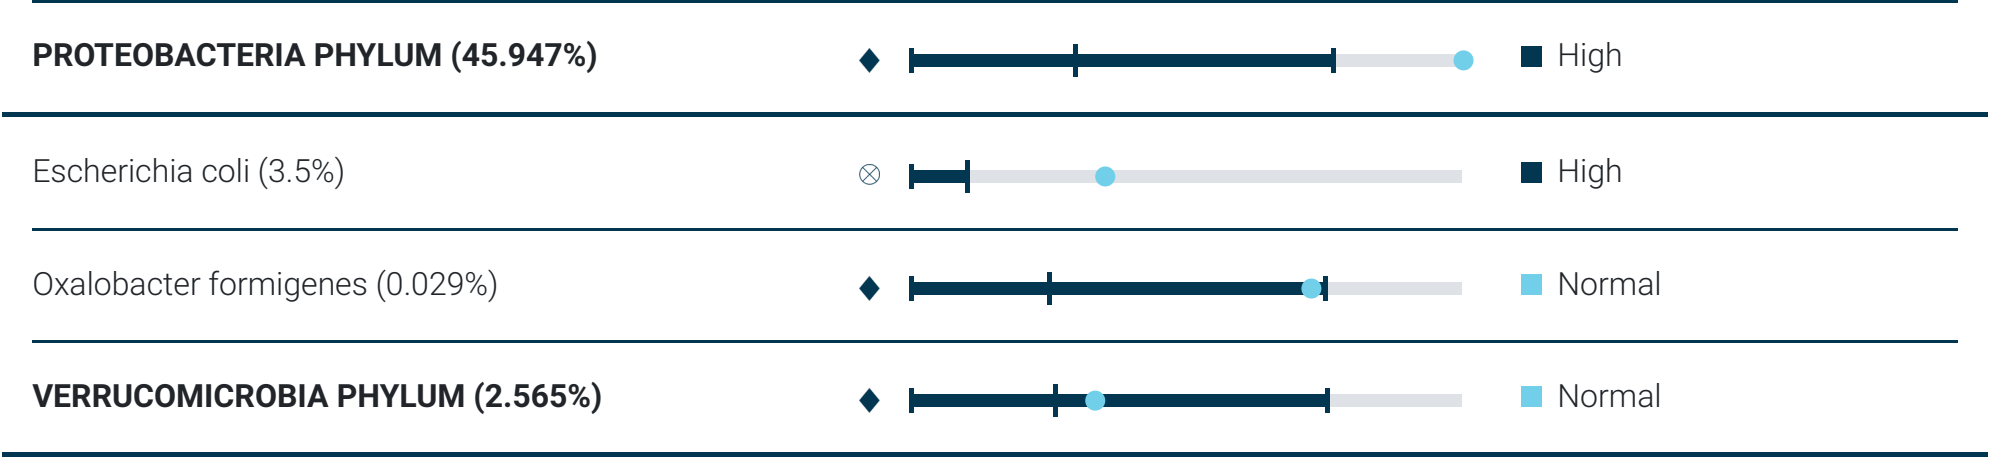 PROTEOBACTERIA PHYLUM (45.947%) High
Escherichia coli (3.5%) High
Oxalobacter formigenes (0.029%) Normal
VERRUCOMICROBIA PHYLUM (2.565%) Normal